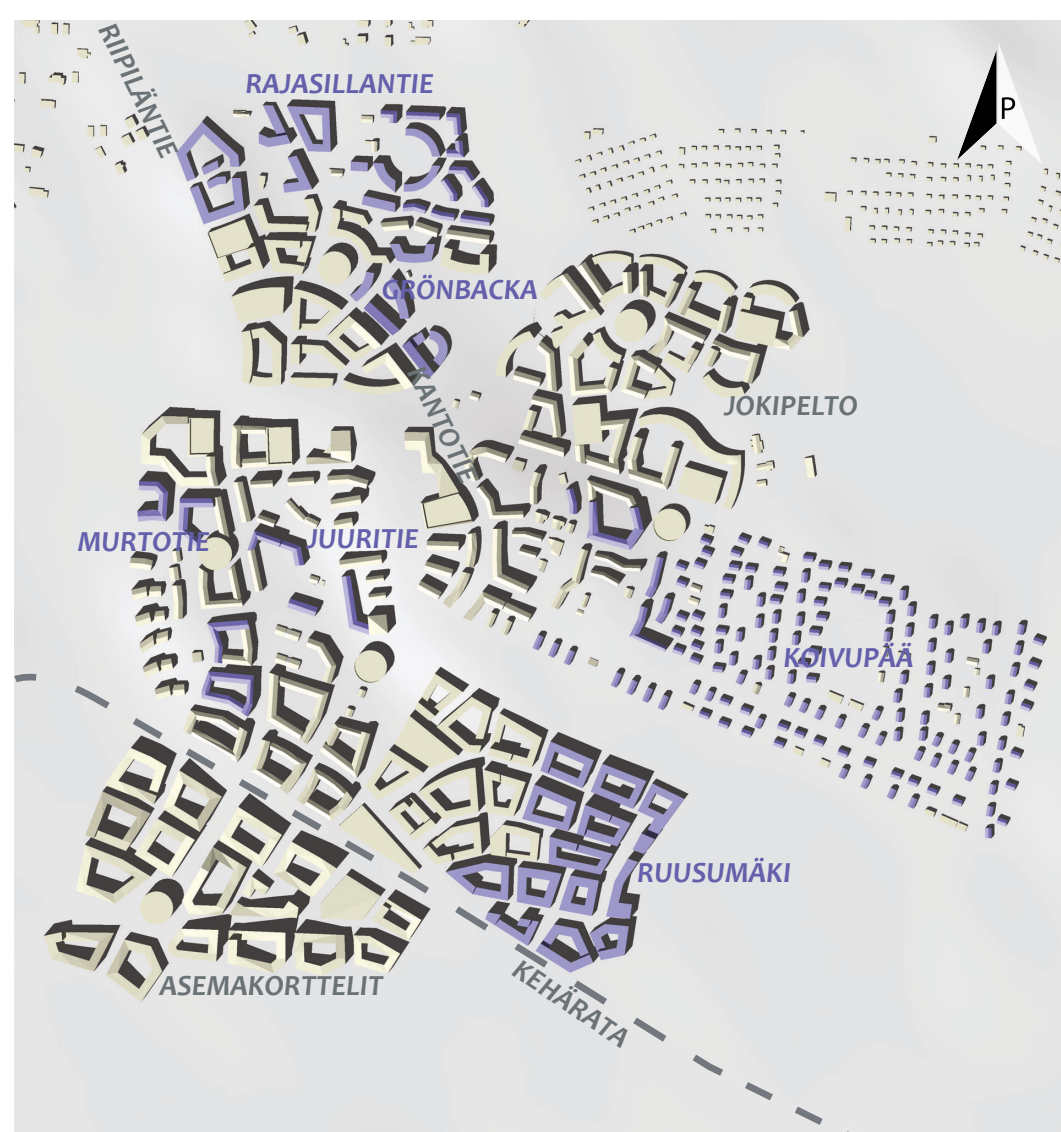 RIIPILÄNTIE
RAJASILLANTIE
P
GRÖNBACKA
KANTOTIE
JOKIPELTO
MURTOTIE
JUURITIE
KOIVUPÄÄ
RUUSUMÄKI
ASEMAKORTTELIT
KEHÄRATA